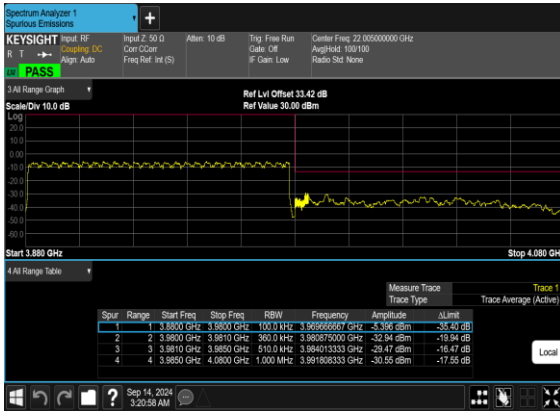 Spectrum Analyzer 1
Spurious Emissions
+
KEYSIGHT Input: RF Input Z: 50 Ω Atten: 10 dB Trig: Free Run Center Freq: 22.005000000 GHz
R T Coupling: DC Corr CCorr Gate: Off Avg|Hold: 100/100
Align: Auto Freq Ref: Int (S) IF Gain: Low Radio Std: None
PASS
3 All Range Graph
Ref Lvl Offset 33.42 dB
Scale/Div 10.0 dB Ref Value 30.00 dBm
Log
20.0
10.0
0.00
-10.0
-20.0
-30.0
-40.0
-50.0
-60.0
Start 3.880 GHz Stop 4.080 GH
4 All Range Table
Measure Trace Trace 1
Trace Type Trace Average (Active)
Spur Range Start Freq Stop Freq RBW Frequency Amplitude ΔLimit
1 1 3.8800 GHz 3.9800 GHz 100.0 kHz 3.969666667 GHz -5.396 dBm -35.40 dB
2 2 3.9800 GHz 3.9810 GHz 360.0 kHz 3.980875000 GHz -32.94 dBm -19.94 dB
3 3 3.9810 GHz 3.9850 GHz 510.0 kHz 3.984013333 GHz -29.47 dBm -16.47 dB
4 4 3.9850 GHz 4.0800 GHz 1.000 MHz 3.991808333 GHz -30.55 dBm -17.55 dB
Local
?
Sep 14, 2024
3:20:58 AM